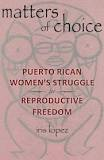 matters of choice
PUERTO RICAN
WOMEN'S STRUGGLE
for
REPRODUCTIVE
FREEDOM
iris lopez